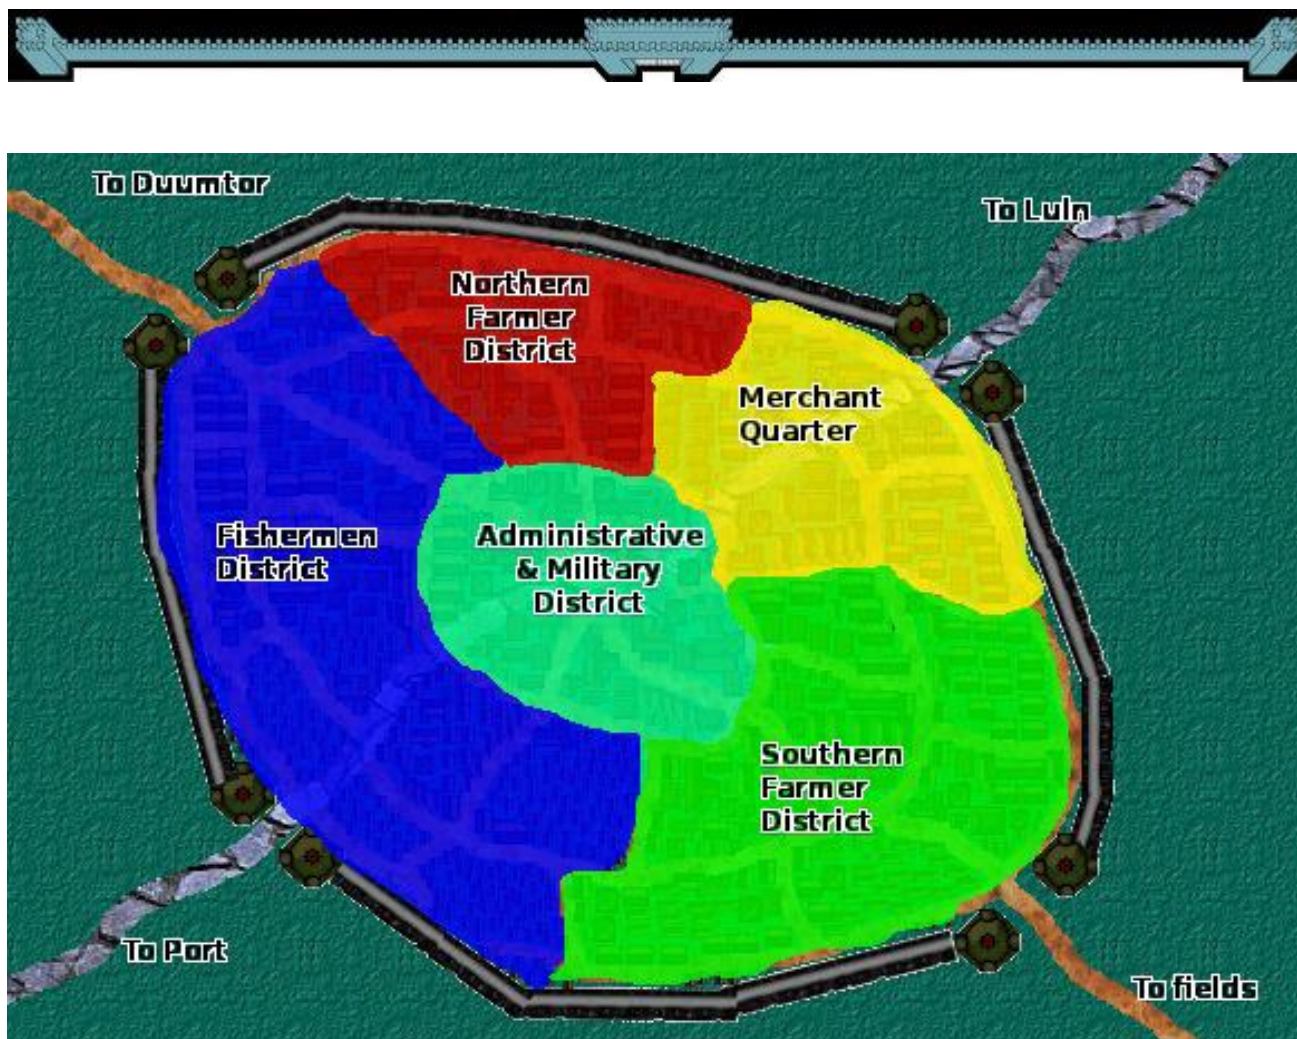 To Duumtor
To Luln
Northern
Farmer
District
Merchant
Quarter
Fishermen
District
Administrative
& Military
District
Southern
Farmer
District
To Port
To fields